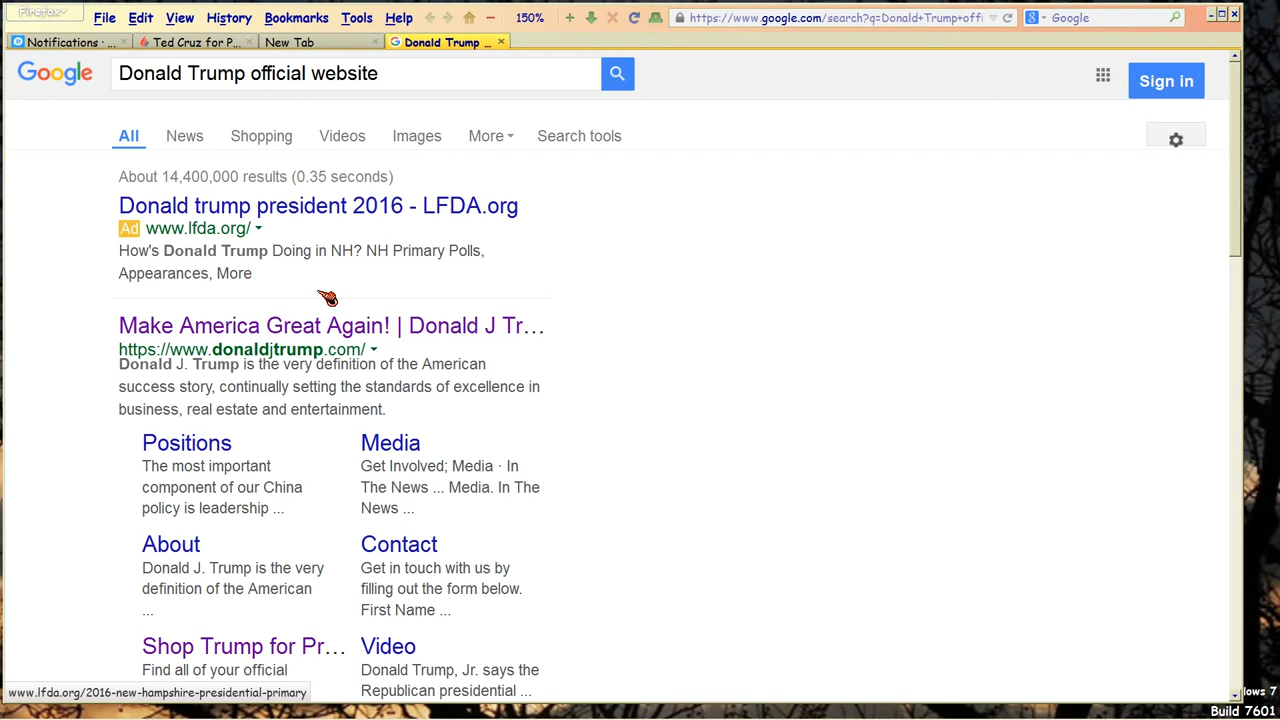 Firefox
File Edit View History Bookmarks Tools Help 150% https://www.google.com/search?q=Donald+Trump+offi Google
Notifications · ... Ted Cruz for P... New Tab Donald Trump ...
Google Donald Trump official website Sign in
All News Shopping Videos Images More Search tools
About 14,400,000 results (0.35 seconds)
Donald trump president 2016 - LFDA.org
Ad www.lfda.org/
How's Donald Trump Doing in NH? NH Primary Polls,
Appearances, More
Make America Great Again! | Donald J Tr...
https://www.donaldjtrump.com/
Donald J. Trump is the very definition of the American
success story, continually setting the standards of excellence in
business, real estate and entertainment.
Positions
The most important
component of our China
policy is leadership ...
Media
Get Involved; Media · In
The News ... Media. In The
News ...
About
Donald J. Trump is the very
definition of the American
...
Contact
Get in touch with us by
filling out the form below.
First Name ...
Shop Trump for Pr...
Find all of your official
Video
Donald Trump, Jr. says the
Republican presidential ...
www.lfda.org/2016-new-hampshire-presidential-primary
lows 7
Build 7601